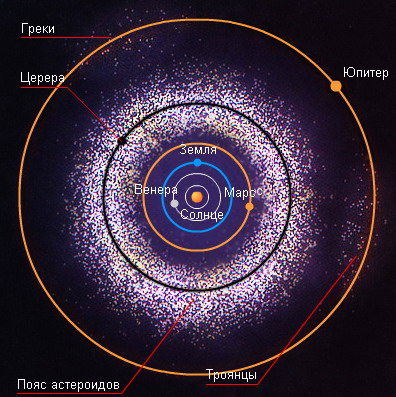 Греки
Юпитер
Церера
Земля
Венера
Марс
Солнце
Троянцы
Пояс астероидов